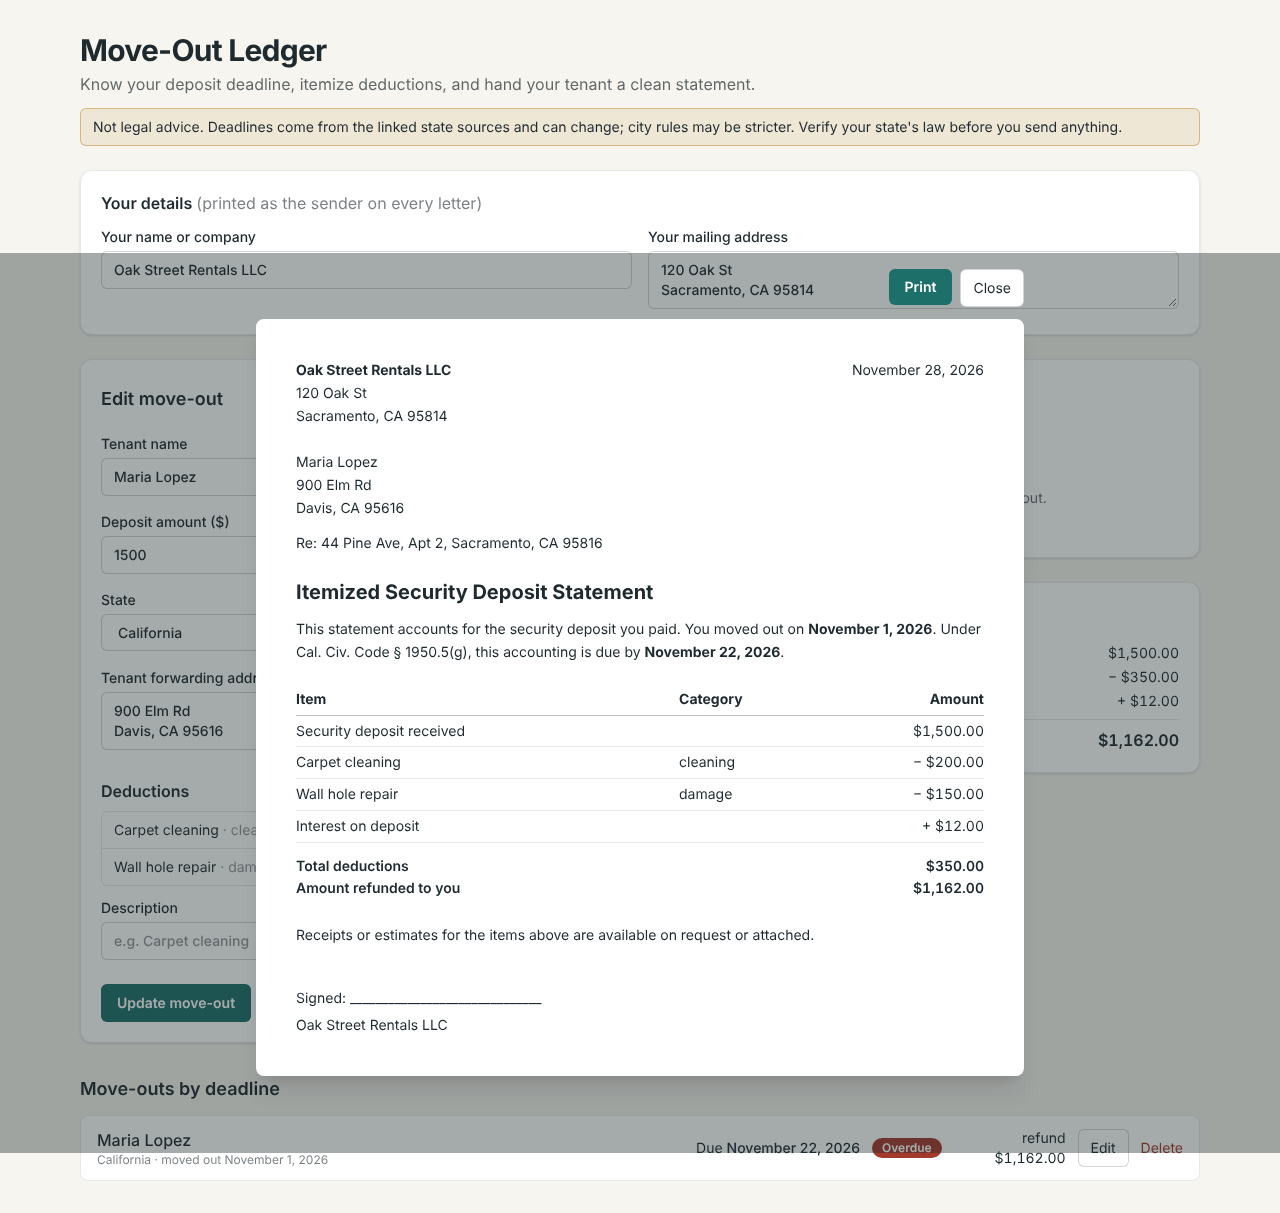 Move-Out Ledger
Know your deposit deadline, itemize deductions, and hand your tenant a clean statement.
Not legal advice. Deadlines come from the linked state sources and can change; city rules may be stricter. Verify your state's law before you send anything.
Your details (printed as the sender on every letter)
Your name or company
Oak Street Rentals LLC
Your mailing address
120 Oak St
Sacramento, CA 95814
Print
Close
Edit move-out
Tenant name
Maria Lopez
Deposit amount ($)
1500
State
California
Tenant forwarding addr
900 Elm Rd
Davis, CA 95616
Deductions
Carpet cleaning · clea
Wall hole repair · dam
Description
e.g. Carpet cleaning
Update move-out
Oak Street Rentals LLC
November 28, 2026
120 Oak St
Sacramento, CA 95814
Maria Lopez
900 Elm Rd
Davis, CA 95616
Re: 44 Pine Ave, Apt 2, Sacramento, CA 95816
Itemized Security Deposit Statement
This statement accounts for the security deposit you paid. You moved out on November 1, 2026. Under
Cal. Civ. Code § 1950.5(g), this accounting is due by November 22, 2026.
Item Category Amount
Security deposit received $1,500.00
Carpet cleaning cleaning − $200.00
Wall hole repair damage − $150.00
Interest on deposit + $12.00
Total deductions $350.00
Amount refunded to you $1,162.00
Receipts or estimates for the items above are available on request or attached.
Signed: ____________________________
Oak Street Rentals LLC
out.
$1,500.00
− $350.00
+ $12.00
$1,162.00
Move-outs by deadline
Maria Lopez
California · moved out November 1, 2026
Due November 22, 2026
Overdue
refund
$1,162.00
Edit
Delete